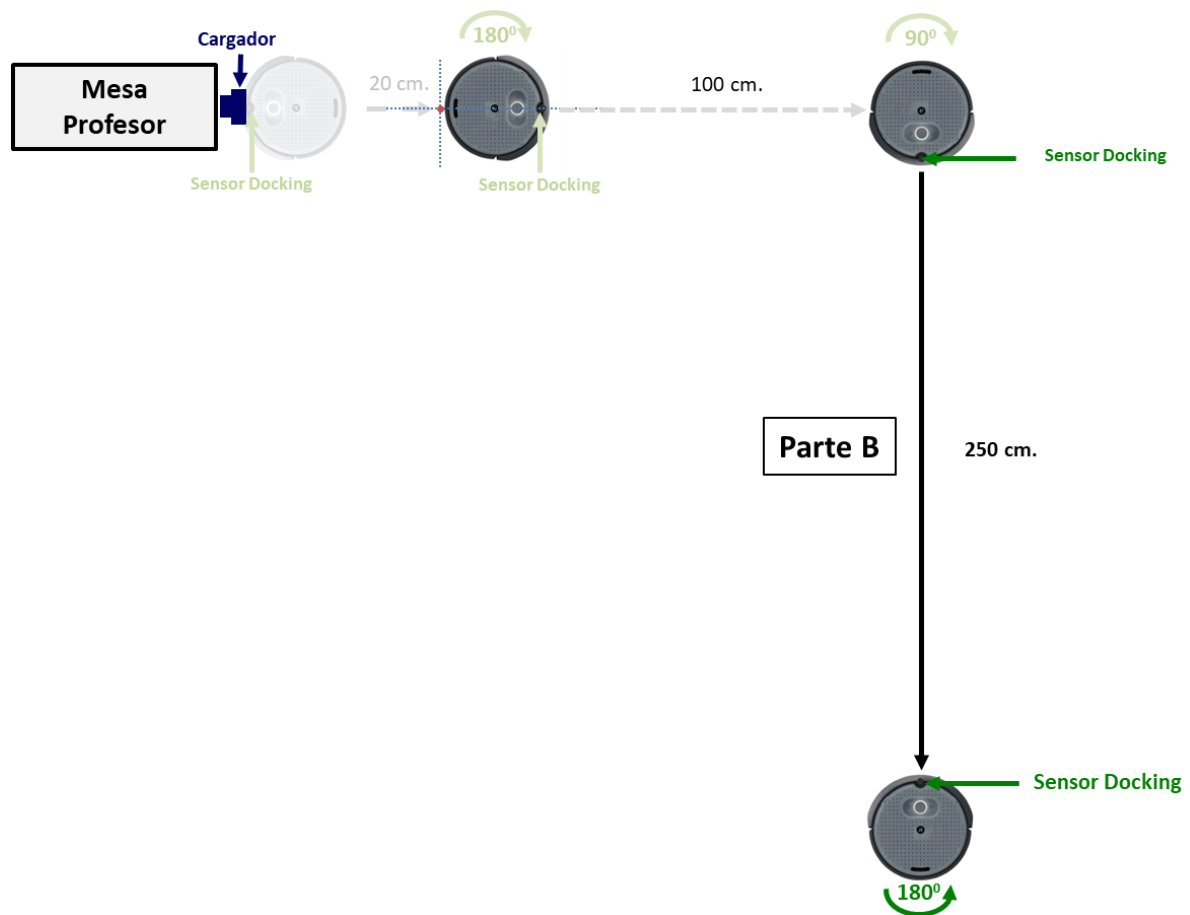 Cargador
180⁰
90⁰
Mesa
Profesor
20 cm.
100 cm.
Sensor Docking
Sensor Docking
Sensor Docking
Parte B
250 cm.
Sensor Docking
180⁰